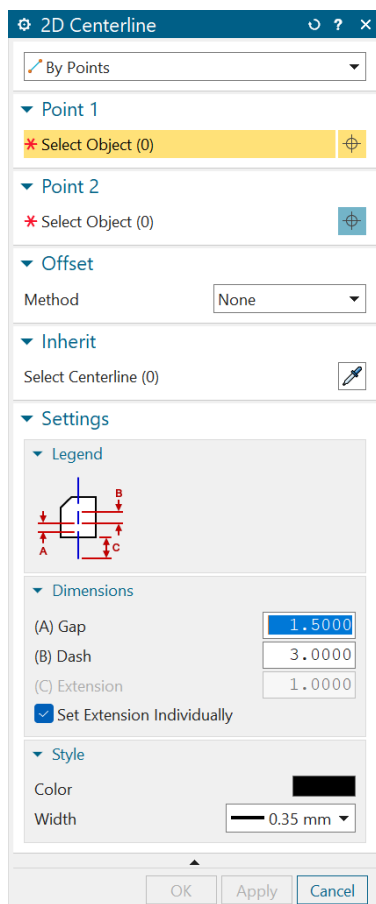 2D Centerline ?
By Points
Point 1
* Select Object (0)
Point 2
* Select Object (0)
Offset
Method None
Inherit
Select Centerline (0)
Settings
Legend
B
A C
Dimensions
(A) Gap 1.5000
(B) Dash 3.0000
(C) Extension 1.0000
Set Extension Individually
Style
Color
Width 0.35 mm
OK Apply Cancel